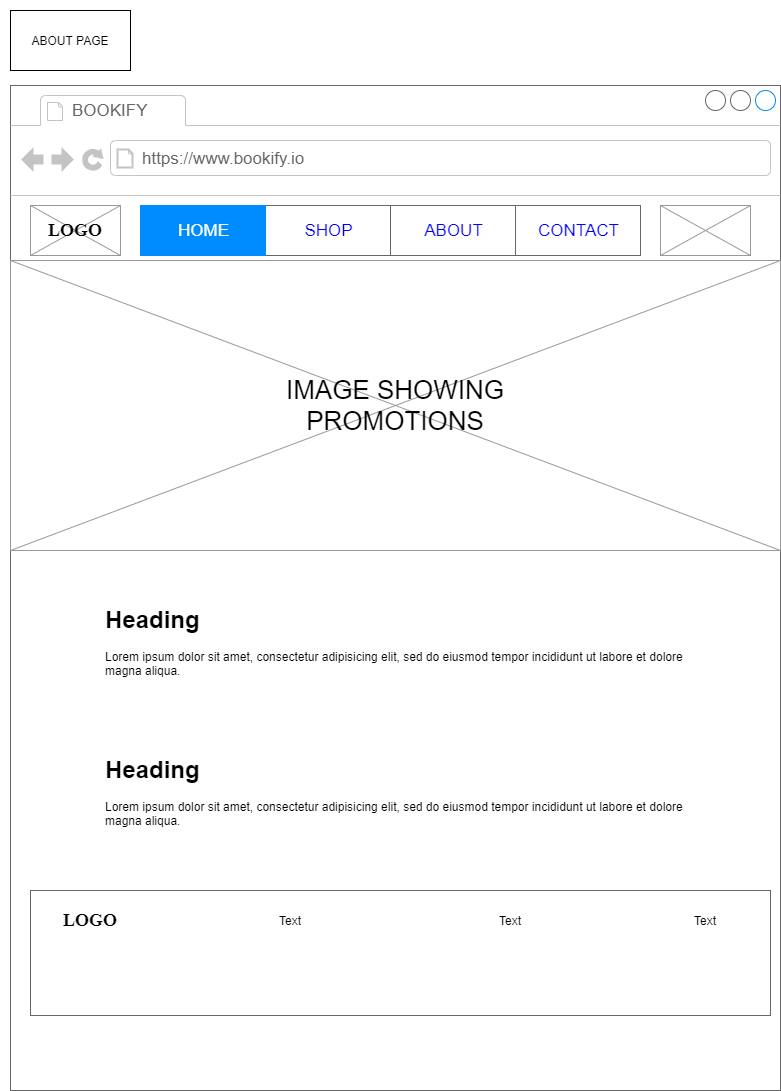 ABOUT PAGE
BOOKIFY
https://www.bookify.io
LOGO HOME SHOP ABOUT CONTACT
IMAGE SHOWING
PROMOTIONS
Heading
Lorem ipsum dolor sit amet, consectetur adipisicing elit, sed do eiusmod tempor incididunt ut labore et dolore
magna aliqua.
Heading
Lorem ipsum dolor sit amet, consectetur adipisicing elit, sed do eiusmod tempor incididunt ut labore et dolore
magna aliqua.
LOGO Text Text Text